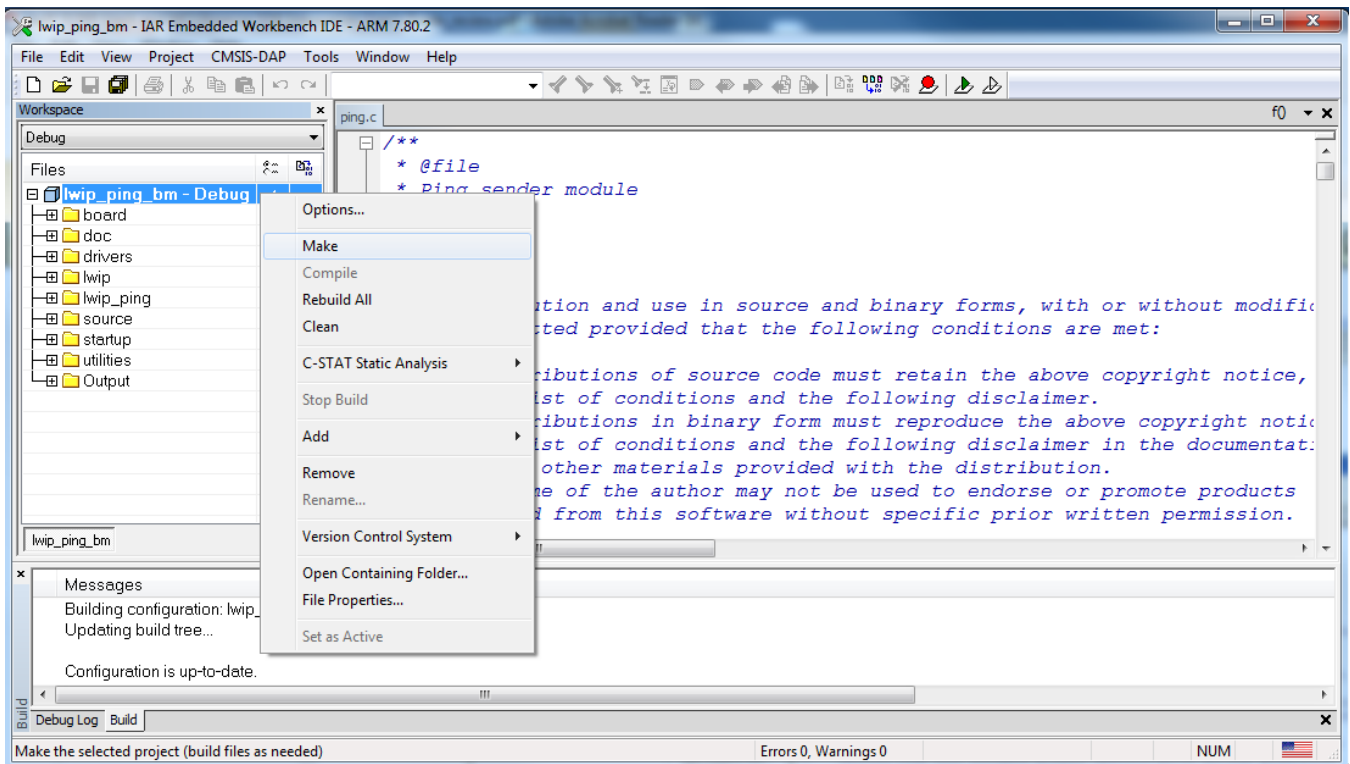 lwip_ping_bm - IAR Embedded Workbench IDE - ARM 7.80.2
File Edit View Project CMSIS-DAP Tools Window Help
Workspace
Debug
Files
lwip_ping_bm - Debug
board
doc
drivers
lwip
lwip_ping
source
startup
utilities
Output
lwip_ping_bm
ping.c
f()
/**
* @file
* Ping sender module
ution and use in source and binary forms, with or without modific
tted provided that the following conditions are met:
ributions of source code must retain the above copyright notice,
ist of conditions and the following disclaimer.
ributions in binary form must reproduce the above copyright notic
ist of conditions and the following disclaimer in the documentat
other materials provided with the distribution.
me of the author may not be used to endorse or promote products
d from this software without specific prior written permission.
Options...
Make
Compile
Rebuild All
Clean
C-STAT Static Analysis
Stop Build
Add
Remove
Rename...
Version Control System
Open Containing Folder...
File Properties...
Set as Active
Messages
Building configuration: lwip_
Updating build tree...
Configuration is up-to-date.
Build
Debug Log Build
Make the selected project (build files as needed)
Errors 0, Warnings 0
NUM